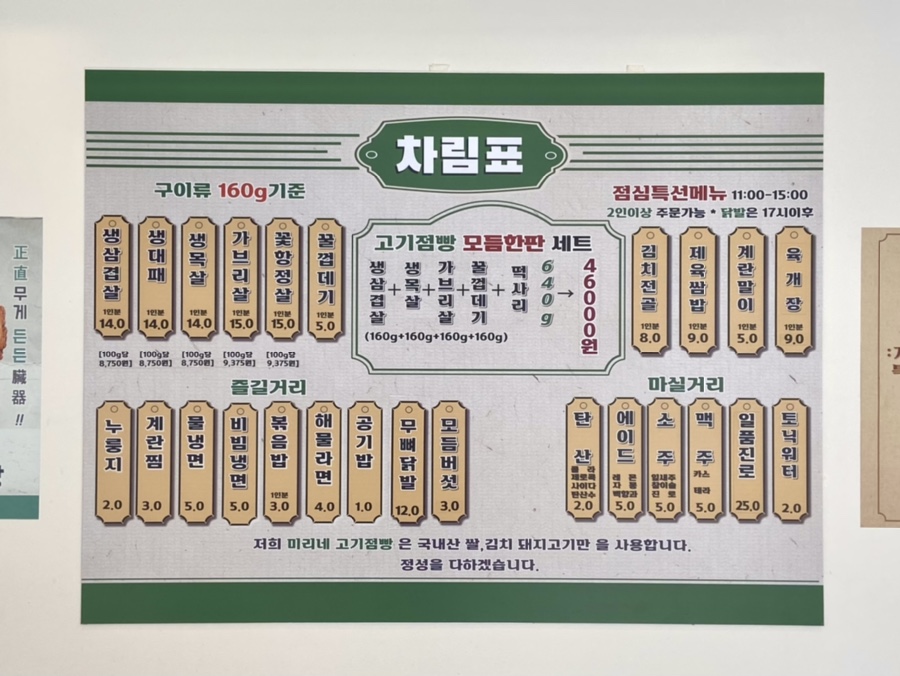 차림표
구이류 160g기준
생삼겹살 1인분 14.0 [100g당 8,750원]
생대패 1인분 14.0 [100g당 8,750원]
생목살 1인분 14.0 [100g당 8,750원]
가브리살 1인분 15.0 [100g당 9,375원]
꽃항정살 1인분 15.0 [100g당 9,375원]
꿀껍데기 1인분 5.0
고기점빵 모듬한판 세트
생삼겹살+생목살+가브리살+꿀껍데기+떡사리 640g→46000원
(160g+160g+160g+160g)
점심특선메뉴 11:00-15:00
2인이상 주문가능 * 닭발은 17시이후
김치전골 1인분 8.0
제육쌈밥 1인분 9.0
계란말이 1인분 5.0
육개장 1인분 9.0
즐길거리
누룽지 2.0
계란찜 3.0
물냉면 5.0
비빔냉면 5.0
볶음밥 1인분 3.0
해물라면 4.0
공기밥 1.0
무뼈닭발 12.0
모듬버섯 3.0
마실거리
탄산 콜라 제로콕 사이다 탄산수 2.0
에이드 레몬 자몽 백향과 5.0
소주 잎새주 참이슬 진로 5.0
맥주 카스 테라 5.0
일품진로 25.0
토닉워터 2.0
저희 미리네 고기점빵 은 국내산 쌀,김치 돼지고기만 을 사용합니다.
정성을 다하겠습니다.
正直무게 든든 臟器!!